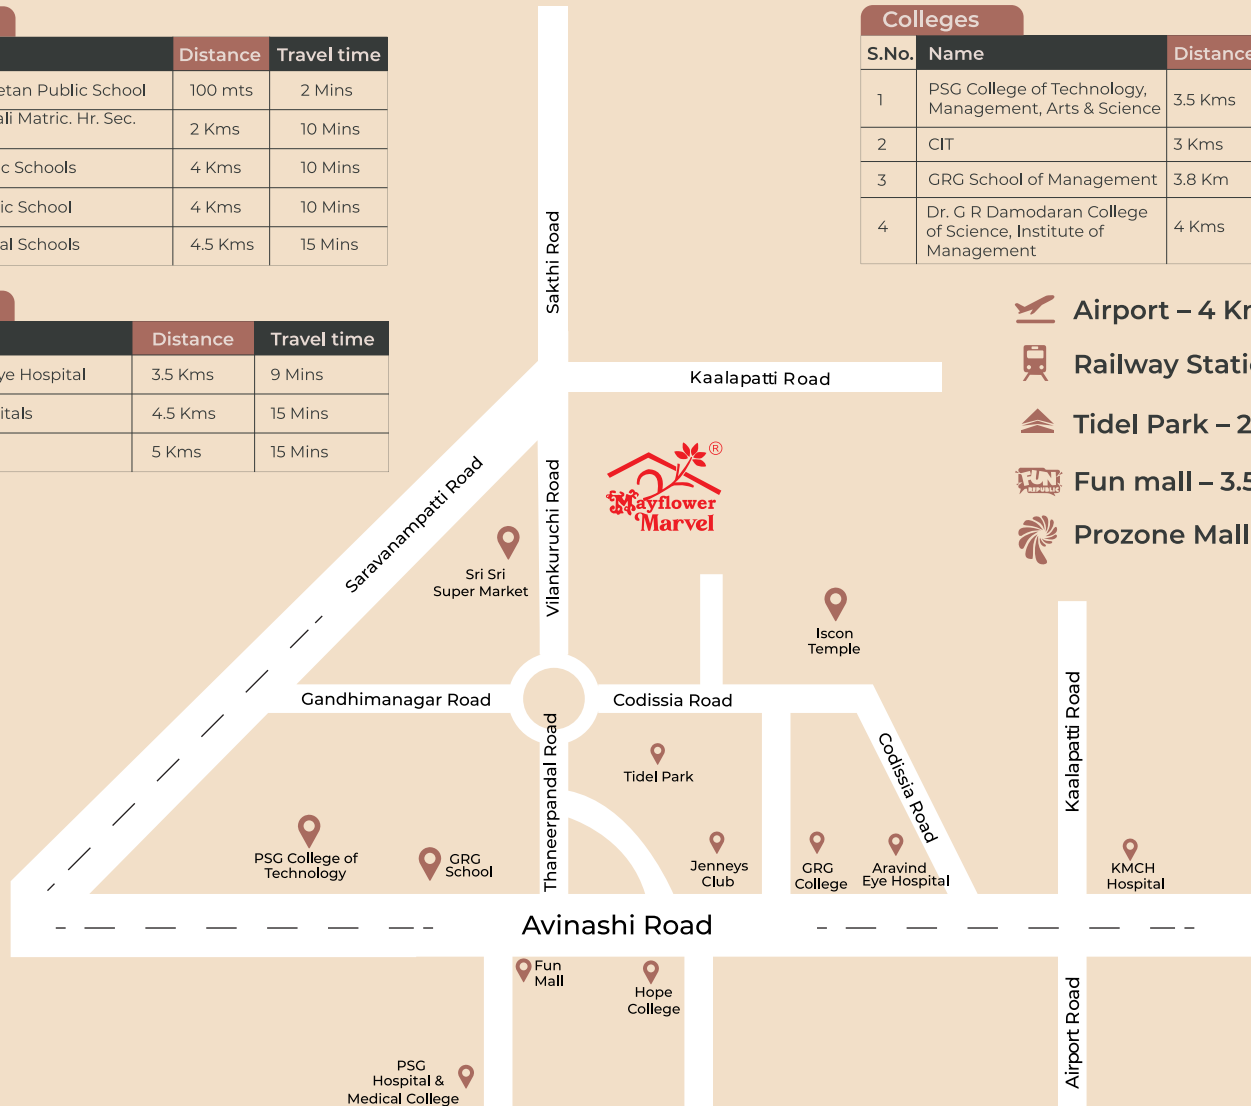 Distance Travel time
etan Public School 100 mts 2 Mins
ali Matric. Hr. Sec. 2 Kms 10 Mins
c Schools 4 Kms 10 Mins
ic School 4 Kms 10 Mins
al Schools 4.5 Kms 15 Mins
Distance Travel time
ye Hospital 3.5 Kms 9 Mins
itals 4.5 Kms 15 Mins
5 Kms 15 Mins
Colleges
S.No. Name Distance
1 PSG College of Technology, 3.5 Kms
Management, Arts & Science
2 CIT 3 Kms
3 GRG School of Management 3.8 Km
4 Dr. G R Damodaran College 4 Kms
of Science, Institute of
Management
Airport – 4 Km
Railway Statio
Tidel Park – 2
Fun mall – 3.5
FUN
REPUBLIC
Prozone Mall
Sakthi Road
Kaalapatti Road
Saravanampatti Road
Vilankuruchi Road
®
Mayflower
Marvel
Sri Sri
Super Market
Iscon
Temple
Gandhimanagar Road
Codissia Road
Thaneerpandal Road
Tidel Park
Codissia Road
Kaalapatti Road
PSG College of
Technology
GRG
School
Jenneys
Club
GRG
College
Aravind
Eye Hospital
KMCH
Hospital
Avinashi Road
Fun
Mall
Hope
College
Airport Road
PSG
Hospital &
Medical College